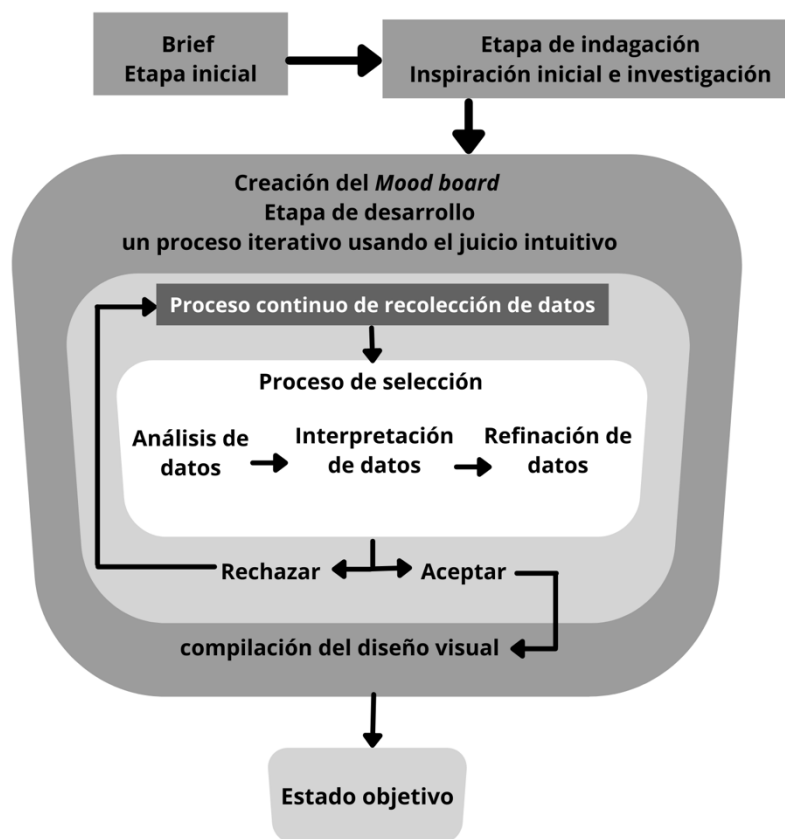 Brief
Etapa inicial
Etapa de indagación
Inspiración inicial e investigación
Creación del Mood board
Etapa de desarrollo
un proceso iterativo usando el juicio intuitivo
Proceso continuo de recolección de datos
Proceso de selección
Análisis de
datos
Interpretación
de datos
Refinación de
datos
Rechazar
Aceptar
compilación del diseño visual
Estado objetivo